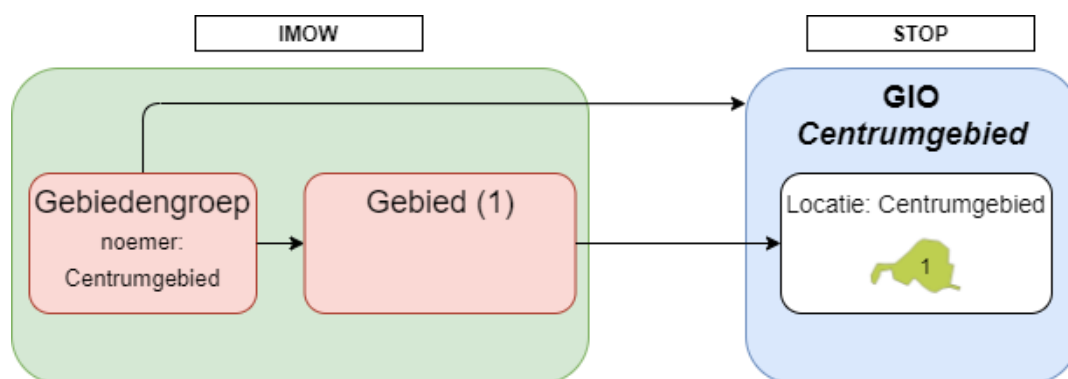 IMOW
STOP
GIO
Centrumgebied
Gebiedengroep
noemer:
Centrumgebied
Gebied (1)
Locatie: Centrumgebied
1